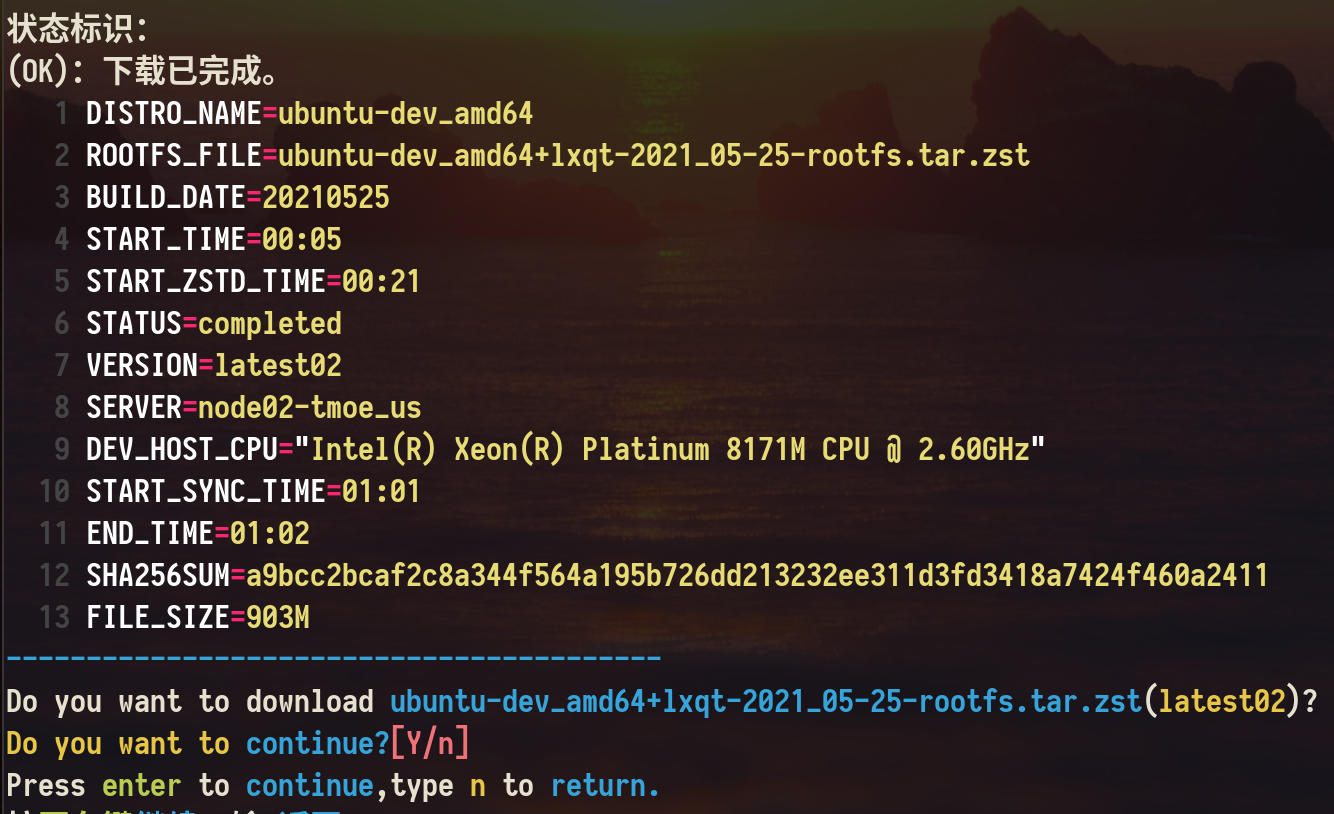 状态标识：
(OK)：下载已完成。
1 DISTRO_NAME=ubuntu-dev_amd64
2 ROOTFS_FILE=ubuntu-dev_amd64+lxqt-2021_05-25-rootfs.tar.zst
3 BUILD_DATE=20210525
4 START_TIME=00:05
5 START_ZSTD_TIME=00:21
6 STATUS=completed
7 VERSION=latest02
8 SERVER=node02-tmoe_us
9 DEV_HOST_CPU="Intel(R) Xeon(R) Platinum 8171M CPU @ 2.60GHz"
10 START_SYNC_TIME=01:01
11 END_TIME=01:02
12 SHA256SUM=a9bcc2bcaf2c8a344f564a195b726dd213232ee311d3fd3418a7424f460a2411
13 FILE_SIZE=903M
-----------------------------------------
Do you want to download ubuntu-dev_amd64+lxqt-2021_05-25-rootfs.tar.zst(latest02)?
Do you want to continue?[Y/n]
Press enter to continue,type n to return.